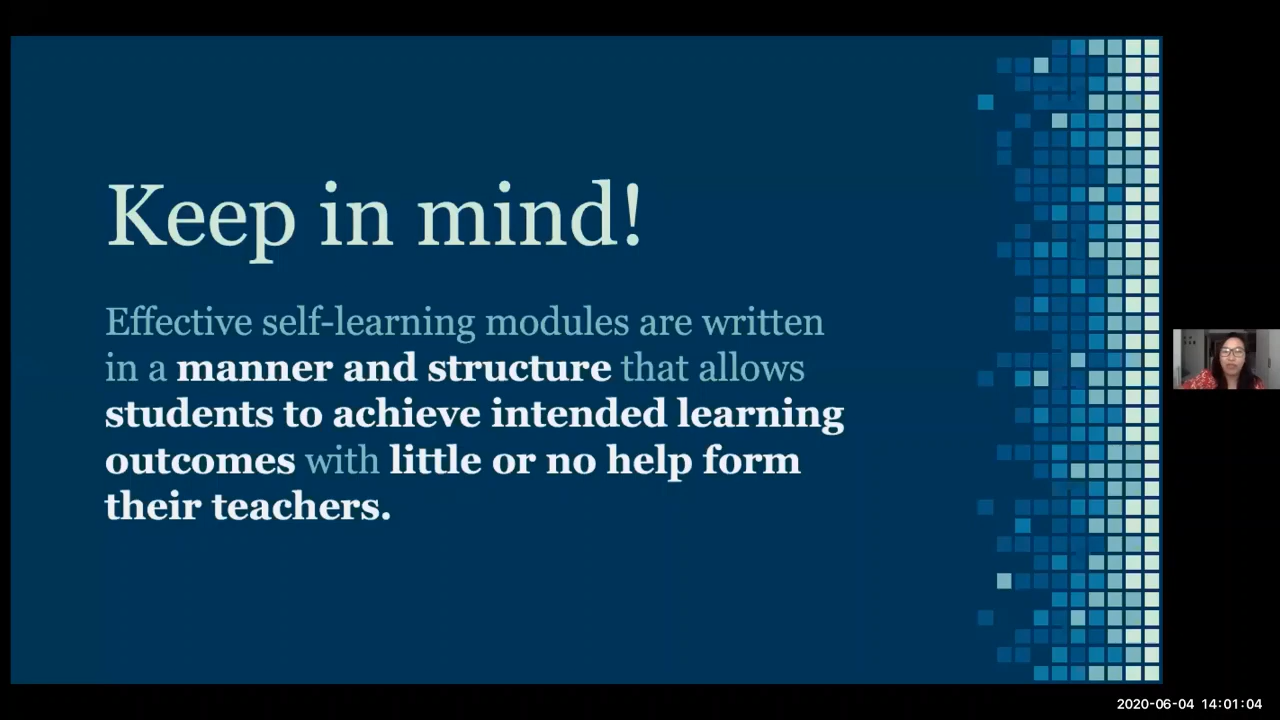 Keep in mind!
Effective self-learning modules are written
in a manner and structure that allows
students to achieve intended learning
outcomes with little or no help form
their teachers.
2020-06-04 14:01:04